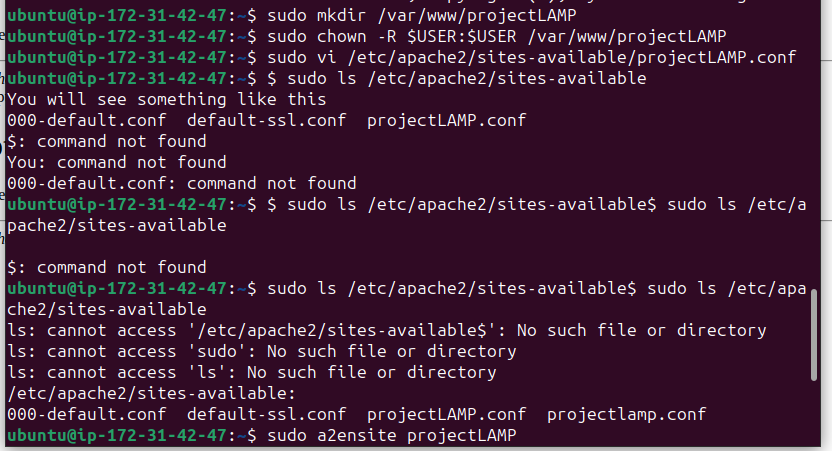 ubuntu@ip-172-31-42-47:~$ sudo mkdir /var/www/projectLAMP
ubuntu@ip-172-31-42-47:~$ sudo chown -R $USER:$USER /var/www/projectLAMP
ubuntu@ip-172-31-42-47:~$ sudo vi /etc/apache2/sites-available/projectLAMP.conf
ubuntu@ip-172-31-42-47:~$ $ sudo ls /etc/apache2/sites-available
You will see something like this
000-default.conf  default-ssl.conf  projectLAMP.conf
$: command not found
You: command not found
000-default.conf: command not found
ubuntu@ip-172-31-42-47:~$ $ sudo ls /etc/apache2/sites-available$ sudo ls /etc/a
pache2/sites-available
$: command not found
ubuntu@ip-172-31-42-47:~$ sudo ls /etc/apache2/sites-available$ sudo ls /etc/apa
che2/sites-available
ls: cannot access '/etc/apache2/sites-available$': No such file or directory
ls: cannot access 'sudo': No such file or directory
ls: cannot access 'ls': No such file or directory
/etc/apache2/sites-available:
000-default.conf  default-ssl.conf  projectLAMP.conf  projectlamp.conf
ubuntu@ip-172-31-42-47:~$ sudo a2ensite projectLAMP